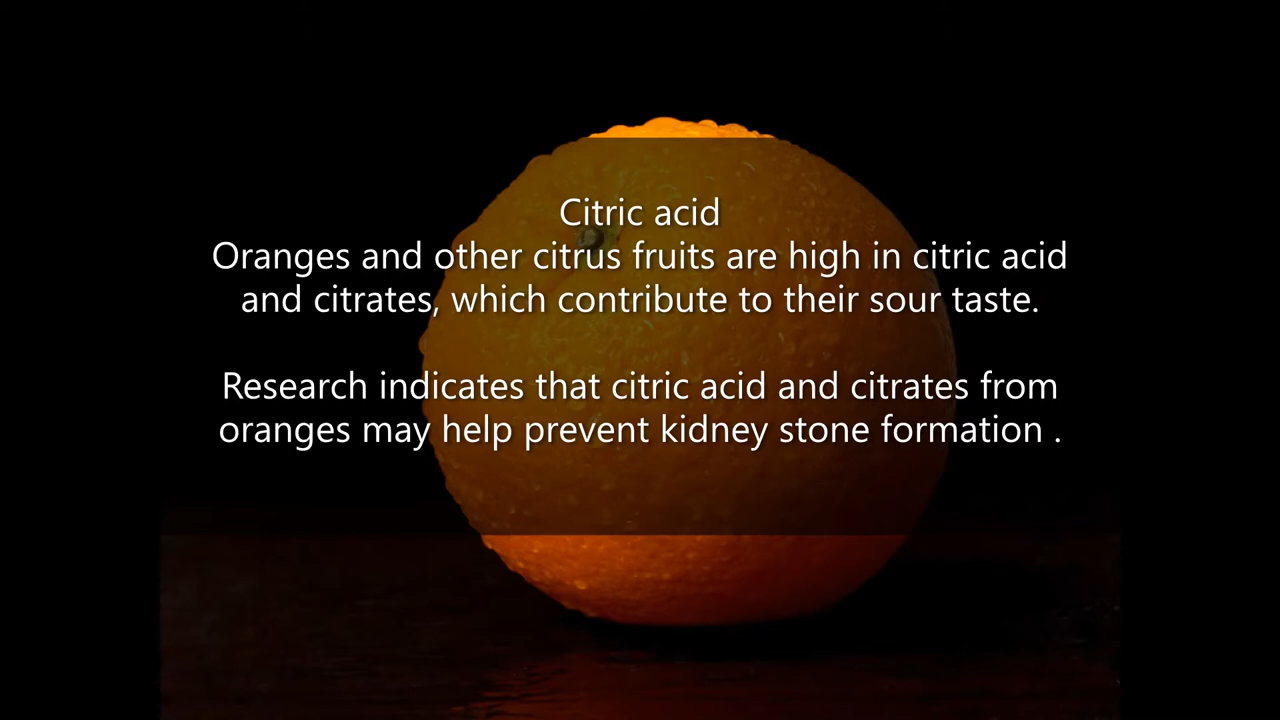 Citric acid
Oranges and other citrus fruits are high in citric acid
and citrates, which contribute to their sour taste.
Research indicates that citric acid and citrates from
oranges may help prevent kidney stone formation .